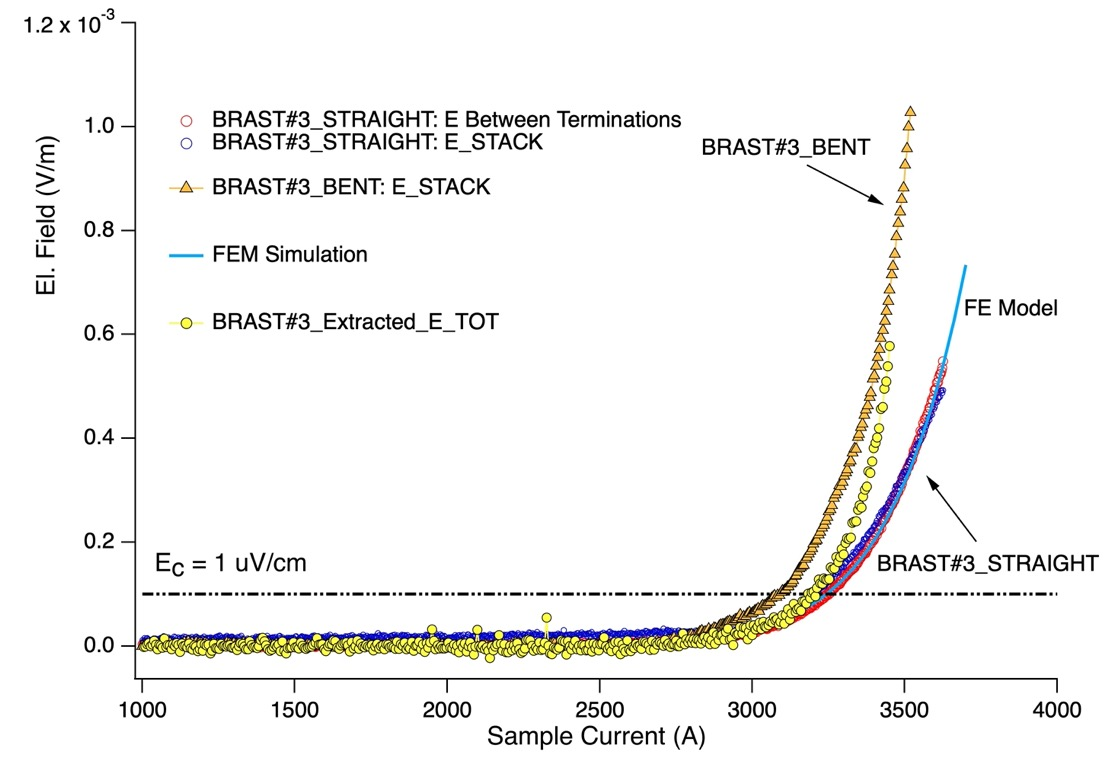 1.2 x 10-3
1.0
0.8
0.6
0.4
0.2
0.0
El. Field (V/m)
BRAST#3_STRAIGHT: E Between Terminations
BRAST#3_STRAIGHT: E_STACK
BRAST#3_BENT: E_STACK
FEM Simulation
BRAST#3_Extracted_E_TOT
BRAST#3_BENT
FE Model
BRAST#3_STRAIGHT
EC = 1 uV/cm
1000 1500 2000 2500 3000 3500 4000
Sample Current (A)